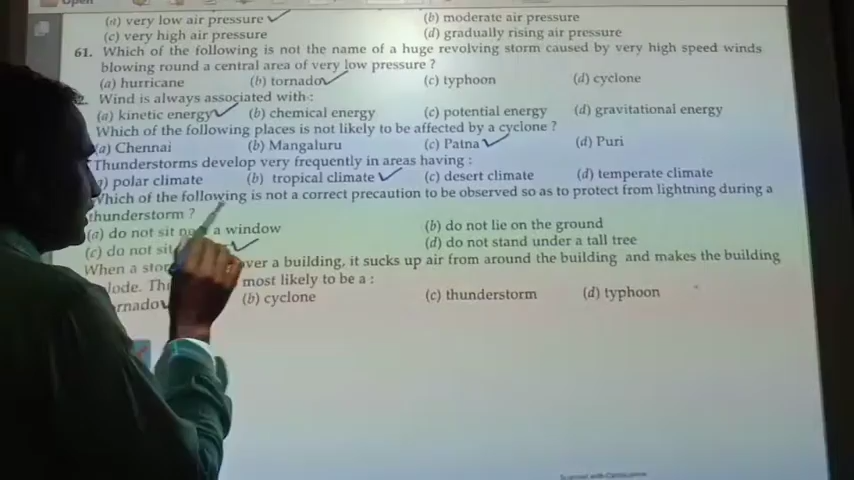 Open
(a) very low air pressure (b) moderate air pressure
(c) very high air pressure (d) gradually rising air pressure
61. Which of the following is not the name of a huge revolving storm caused by very high speed winds
blowing round a central area of very low pressure ?
(a) hurricane (b) tornado (c) typhoon (d) cyclone
2. Wind is always associated with :
(a) kinetic energy (b) chemical energy (c) potential energy (d) gravitational energy
Which of the following places is not likely to be affected by a cyclone ?
(a) Chennai (b) Mangaluru (c) Patna (d) Puri
Thunderstorms develop very frequently in areas having :
) polar climate (b) tropical climate (c) desert climate (d) temperate climate
Which of the following is not a correct precaution to be observed so as to protect from lightning during a
thunderstorm ?
(a) do not sit a window (b) do not lie on the ground
(c) do not sit (d) do not stand under a tall tree
When a over a building, it sucks up air from around the building and makes the building
most likely to be a :
(b) cyclone (c) thunderstorm (d) typhoon